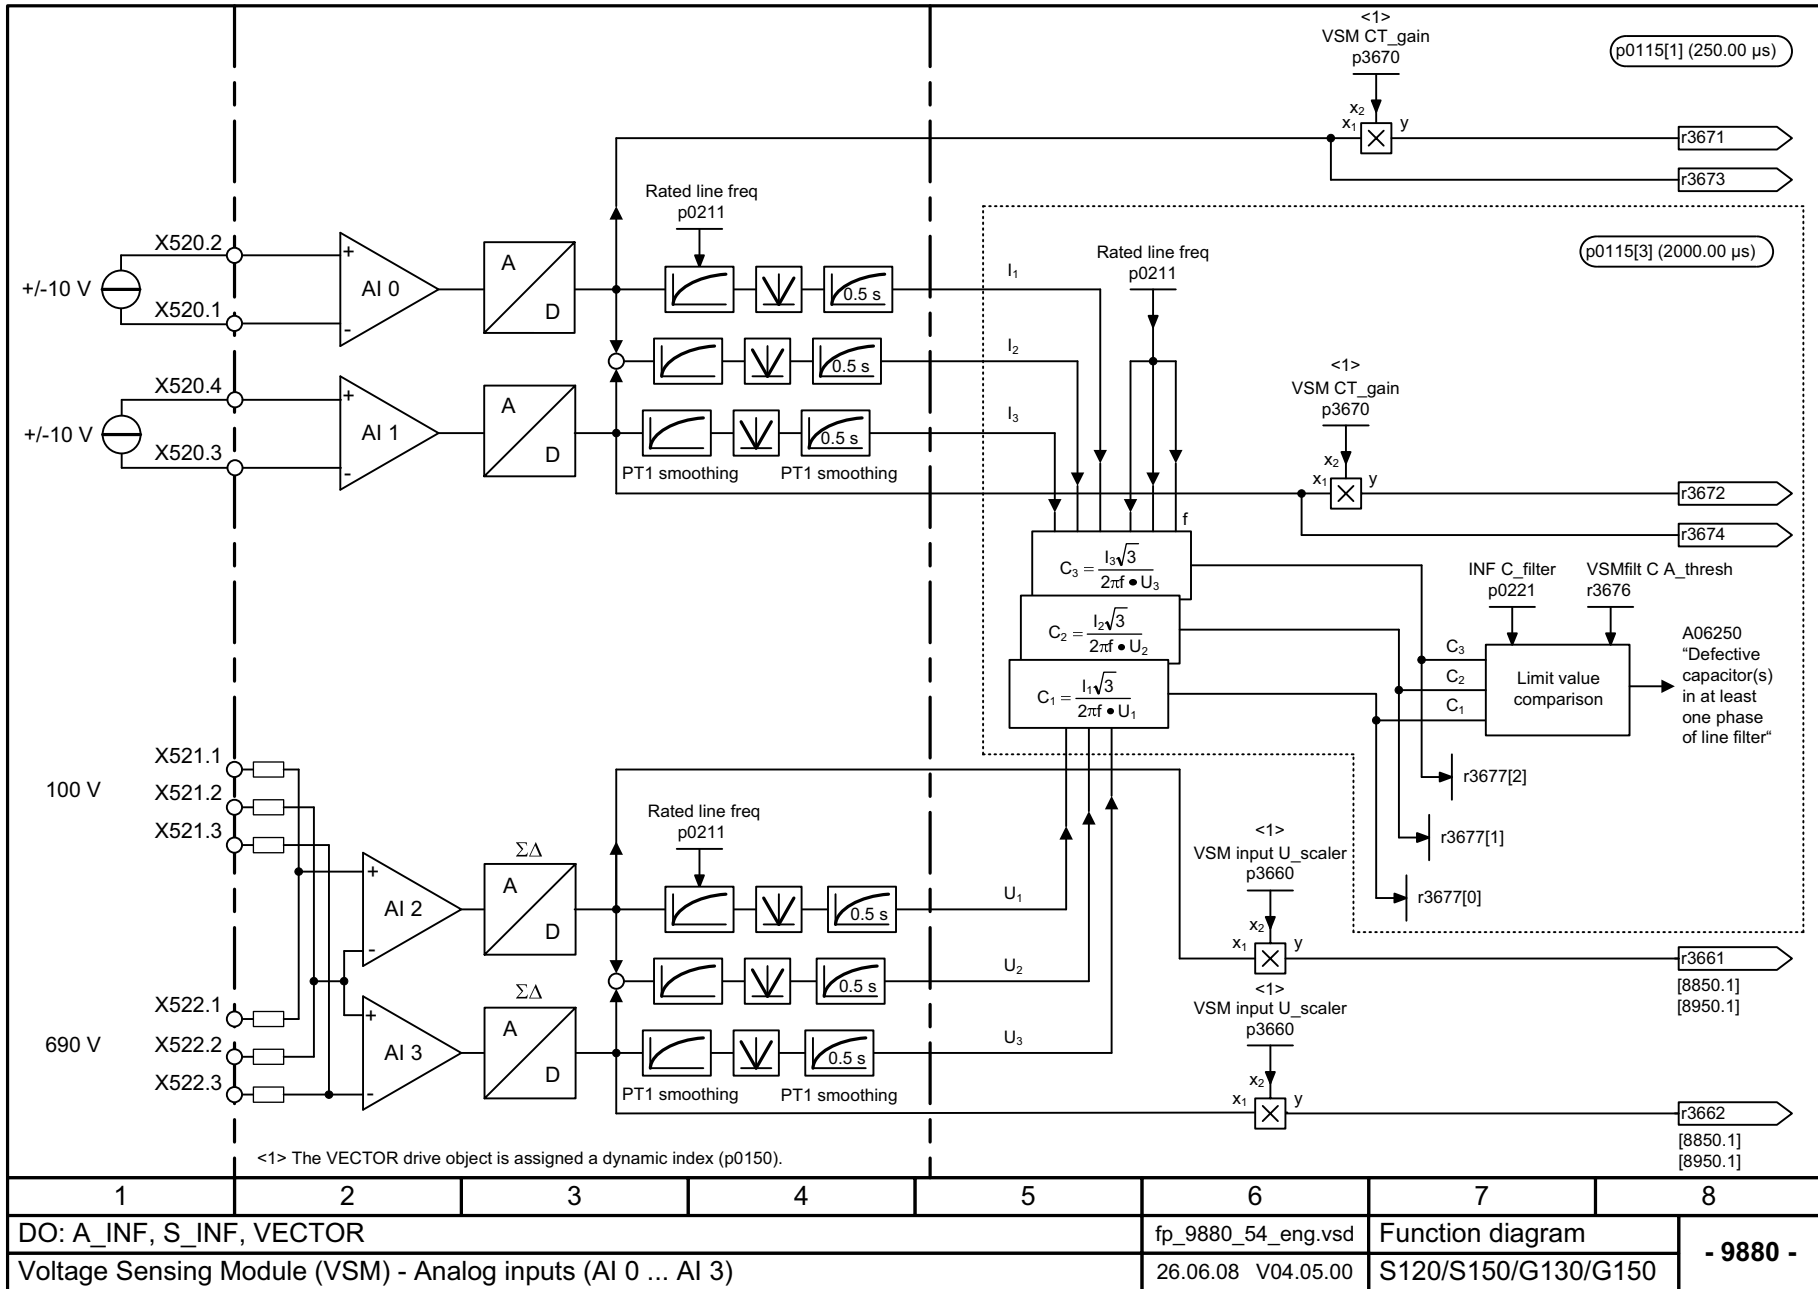 <1>
VSM CT_gain
p3670
p0115[1] (250.00 µs)
x₂
x₁
y
r3671
r3673
Rated line freq
p0211
X520.2
+/-10 V
X520.1
+
AI 0
-
A
D
0.5 s
I₁
Rated line freq
p0211
p0115[3] (2000.00 µs)
0.5 s
I₂
X520.4
+/-10 V
X520.3
+
AI 1
-
A
D
0.5 s
I₃
PT1 smoothing
PT1 smoothing
<1>
VSM CT_gain
p3670
x₂
x₁
y
r3672
r3674
f
C₃ = I₃√3 / 2πf • U₃
C₂ = I₂√3 / 2πf • U₂
C₁ = I₁√3 / 2πf • U₁
INF C_filter
p0221
VSMfilt C A_thresh
r3676
C₃
C₂
C₁
Limit value
comparison
A06250
“Defective
capacitor(s)
in at least
one phase
of line filter“
r3677[2]
r3677[1]
r3677[0]
100 V
X521.1
X521.2
X521.3
Rated line freq
p0211
+
AI 2
-
ΣΔ
A
D
0.5 s
U₁
0.5 s
U₂
690 V
X522.1
X522.2
X522.3
+
AI 3
-
ΣΔ
A
D
0.5 s
U₃
PT1 smoothing
PT1 smoothing
<1>
VSM input U_scaler
p3660
x₂
x₁
y
r3661
[8850.1]
[8950.1]
<1>
VSM input U_scaler
p3660
x₂
x₁
y
r3662
[8850.1]
[8950.1]
<1> The VECTOR drive object is assigned a dynamic index (p0150).
1 2 3 4 5 6 7 8
DO: A_INF, S_INF, VECTOR
fp_9880_54_eng.vsd
Function diagram
- 9880 -
Voltage Sensing Module (VSM) - Analog inputs (AI 0 ... AI 3)
26.06.08 V04.05.00
S120/S150/G130/G150